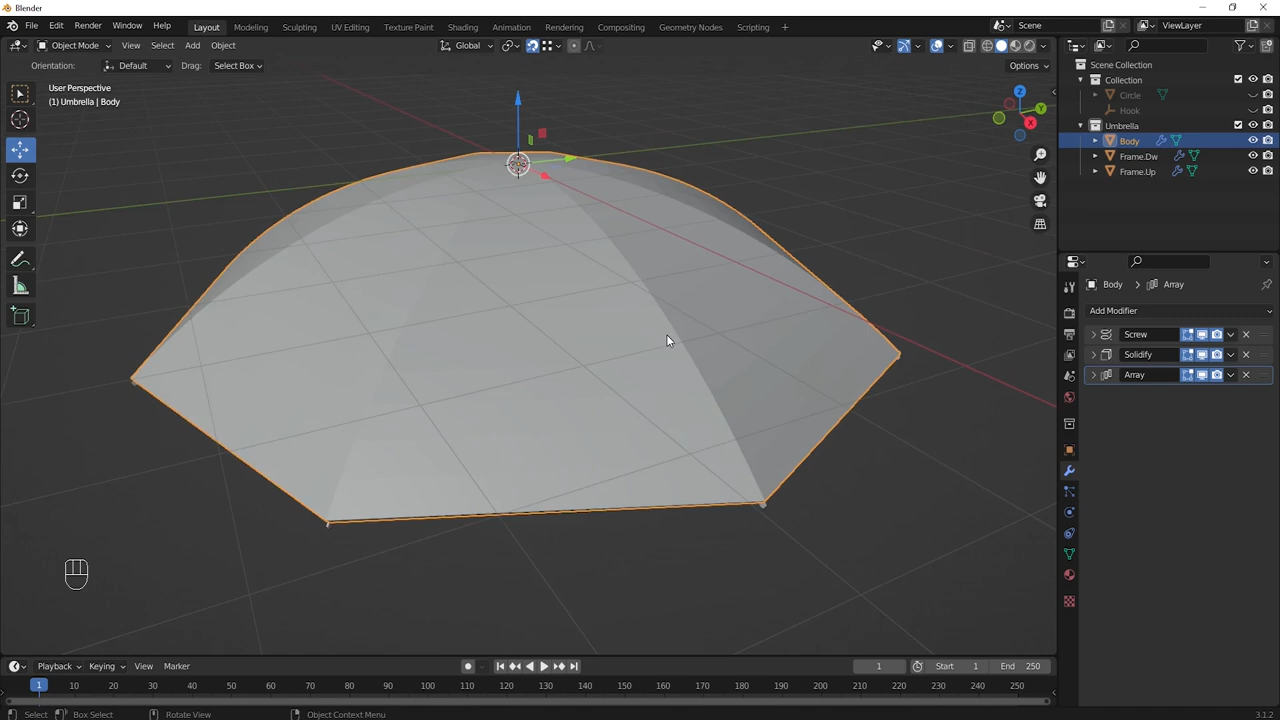 Blender
File Edit Render Window Help Layout Modeling Sculpting UV Editing Texture Paint Shading Animation Rendering Compositing Geometry Nodes Scripting + Scene ViewLayer
Object Mode View Select Add Object Global
Orientation: Default Drag: Select Box Options
Scene Collection
Collection
Circle
Hook
Umbrella
Body
Frame.Dw
Frame.Up
User Perspective
(1) Umbrella | Body
Z
Y
X
Body > Array
Add Modifier
Screw
Solidify
Array
Playback Keying View Marker 1 Start 1 End 250
1 10 20 30 40 50 60 70 80 90 100 110 120 130 140 150 160 170 180 190 200 210 220 230 240 250
Select Box Select Rotate View Object Context Menu 3.1.2